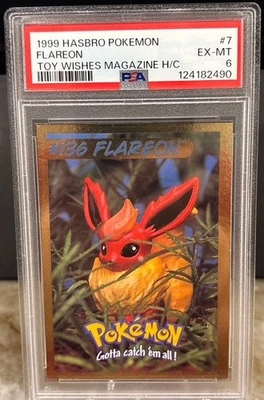 1999 HASBRO POKEMON #7
FLAREON EX-MT
TOY WISHES MAGAZINE H/C 6
PSA 124182490
#136 FLAREON
POKéMON
Gotta catch 'em all!